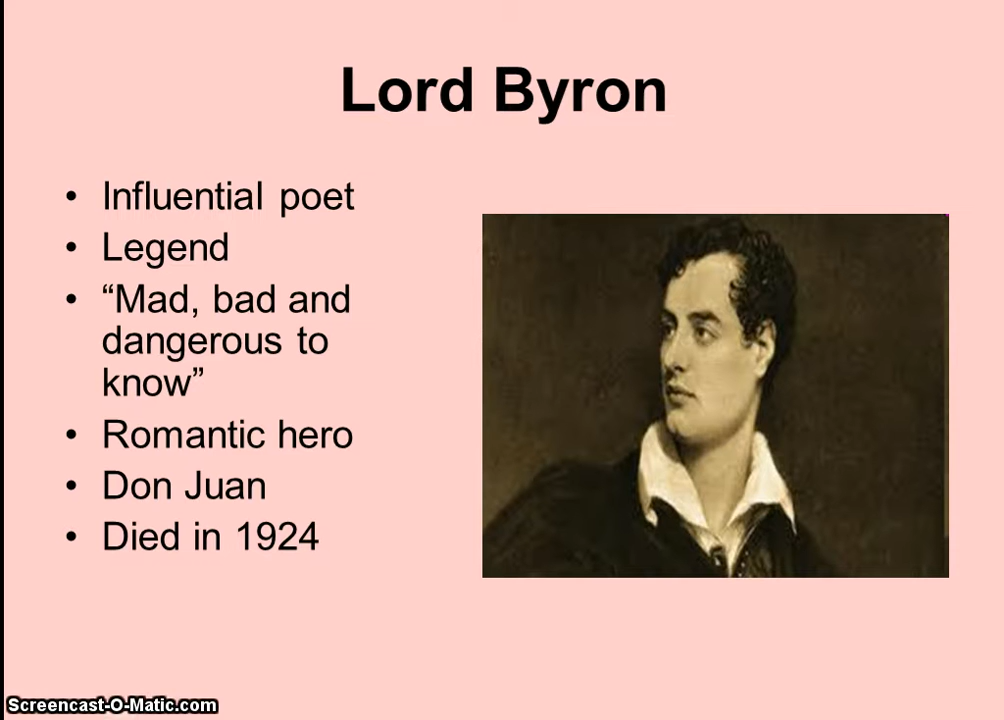 Lord Byron
• Influential poet
• Legend
• “Mad, bad and
dangerous to
know”
• Romantic hero
• Don Juan
• Died in 1924
Screencast-O-Matic.com